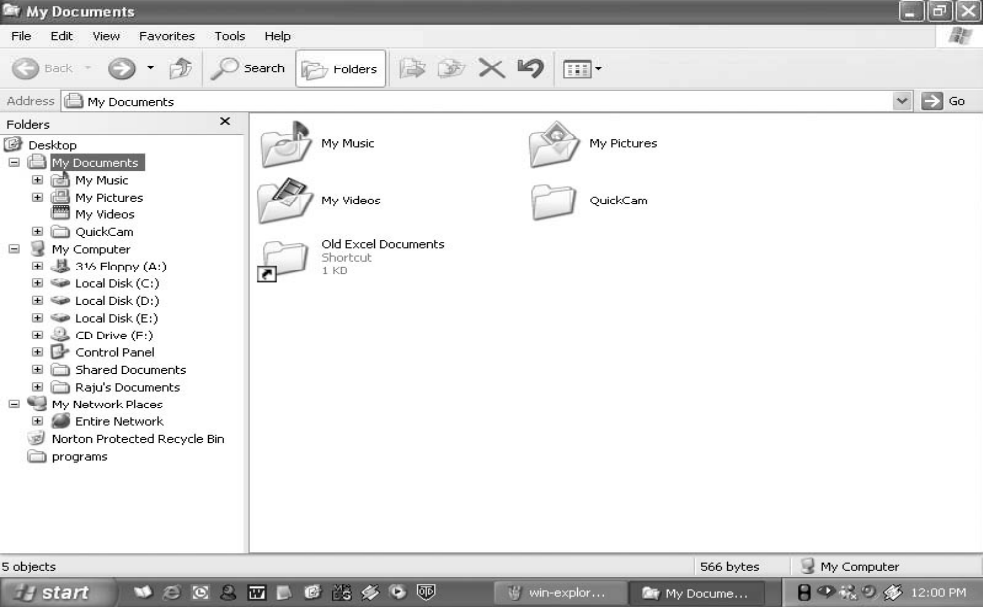 My Documents
File Edit View Favorites Tools Help
Back Search Folders
Address My Documents Go
Folders
Desktop
My Documents
My Music
My Pictures
My Videos
QuickCam
My Computer
3½ Floppy (A:)
Local Disk (C:)
Local Disk (D:)
Local Disk (E:)
CD Drive (F:)
Control Panel
Shared Documents
Raju's Documents
My Network Places
Entire Network
Norton Protected Recycle Bin
programs
My Music My Pictures
My Videos QuickCam
Old Excel Documents
Shortcut
1 KB
5 objects 566 bytes My Computer
start win-explor... My Docume... 12:00 PM